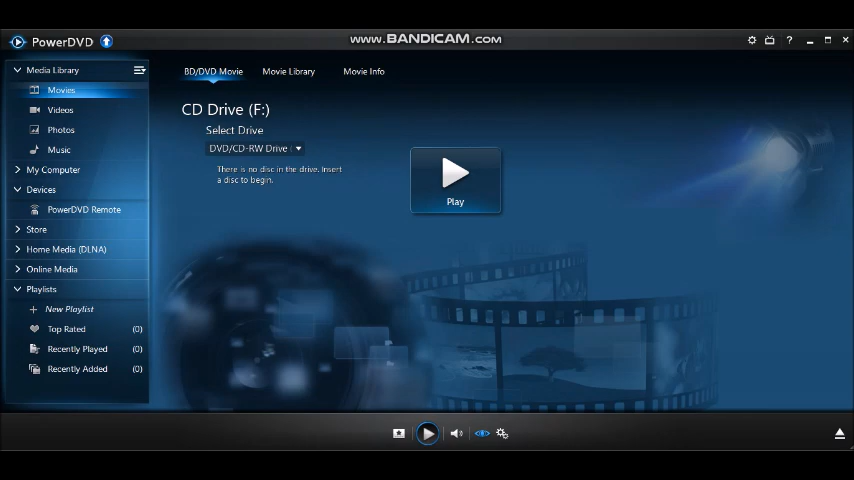 www.BANDICAM.com
PowerDVD
?
Media Library
Movies
Videos
Photos
Music
My Computer
Devices
PowerDVD Remote
Store
Home Media (DLNA)
Online Media
Playlists
New Playlist
Top Rated (0)
Recently Played (0)
Recently Added (0)
BD/DVD Movie Movie Library Movie Info
CD Drive (F:)
Select Drive
DVD/CD-RW Drive
There is no disc in the drive. Insert
a disc to begin.
Play